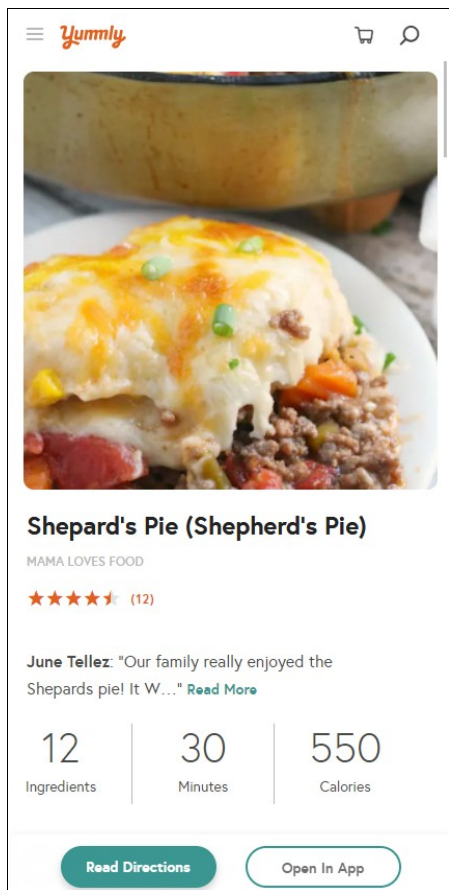 Yummly
Shepard's Pie (Shepherd's Pie)
MAMA LOVES FOOD
(12)
June Tellez: "Our family really enjoyed the
Shepards pie! It W..." Read More
12 30 550
Ingredients Minutes Calories
Read Directions Open In App